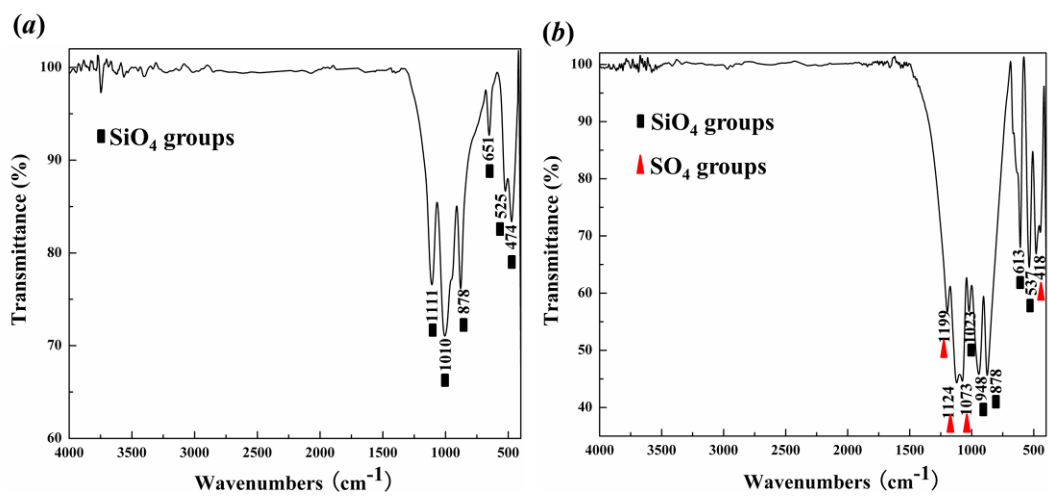 (a)
100
90
80
70
60
Transmittance (%)
SiO₄ groups
1111
1010
878
651
525
474
4000 3500 3000 2500 2000 1500 1000 500
Wavenumbers (cm⁻¹)
(b)
100
90
80
70
60
50
40
Transmittance (%)
SiO₄ groups
SO₄ groups
1199
1124
1073
1023
948
878
613
537
418
4000 3500 3000 2500 2000 1500 1000 500
Wavenumbers (cm⁻¹)